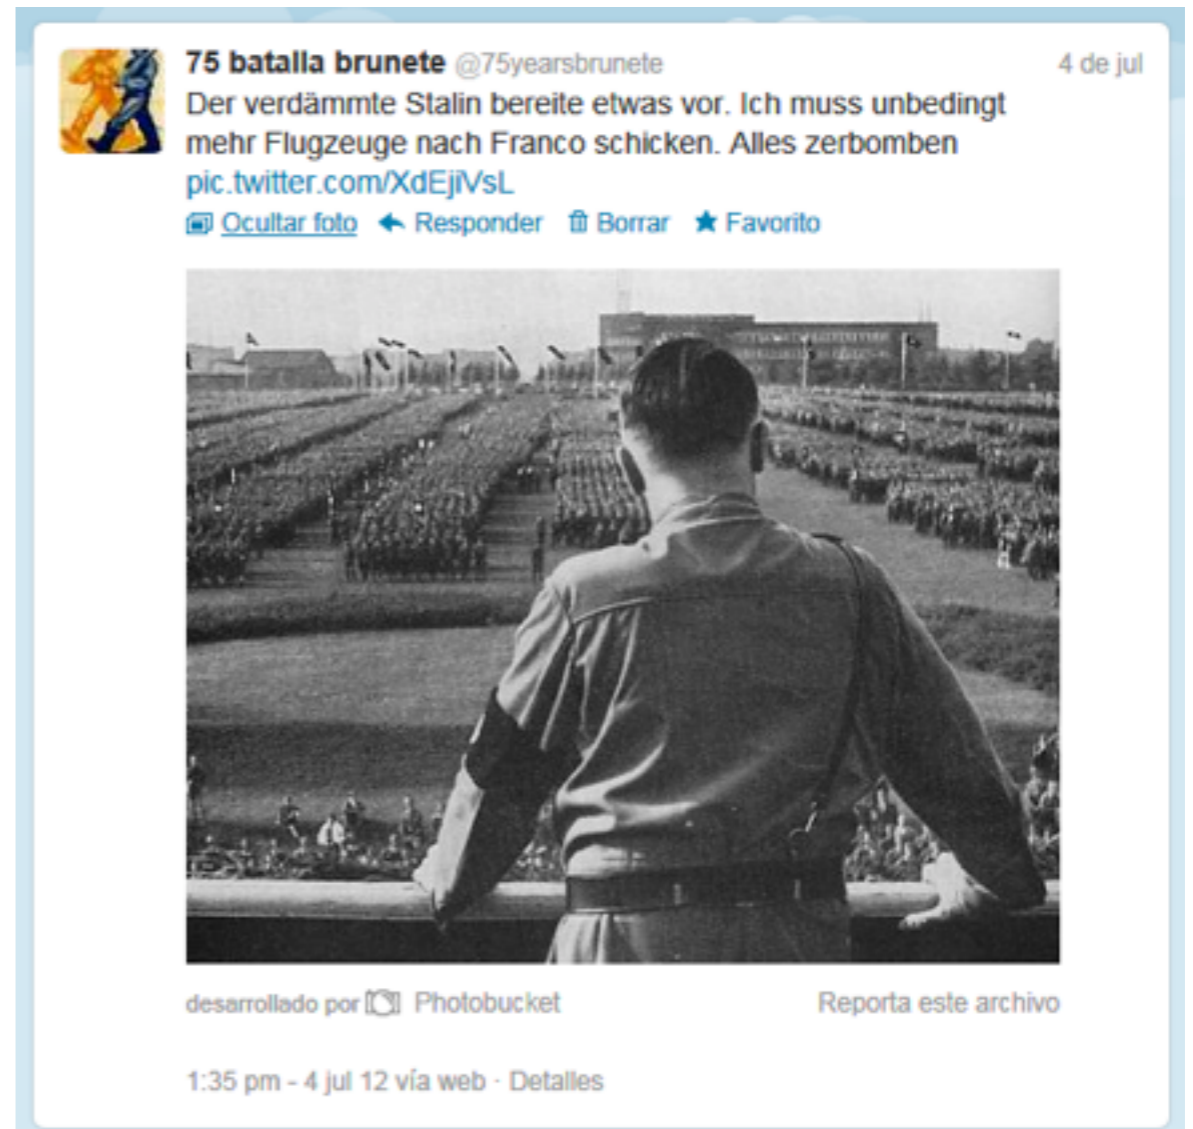 75 batalla brunete @75yearsbrunete 4 de jul
Der verdämmte Stalin bereite etwas vor. Ich muss unbedingt
mehr Flugzeuge nach Franco schicken. Alles zerbomben
pic.twitter.com/XdEjiVsL
Ocultar foto Responder Borrar Favorito
desarrollado por Photobucket Reporta este archivo
1:35 pm - 4 jul 12 vía web · Detalles